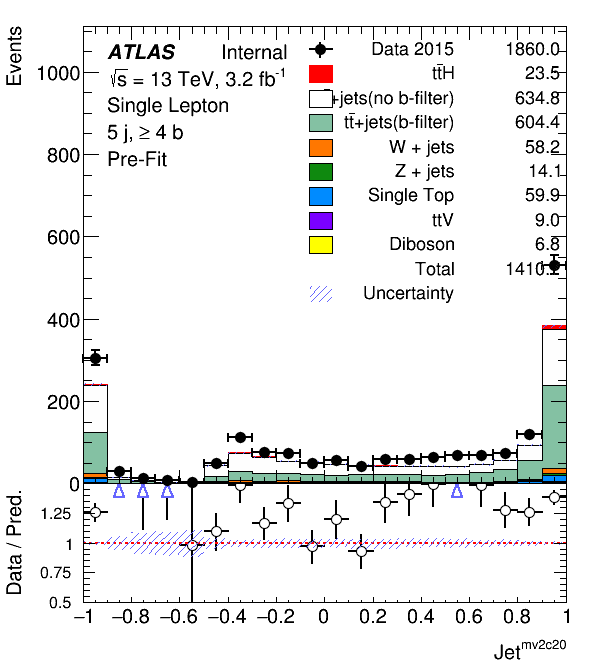 Events
1000
800
600
400
200
0
ATLAS Internal
√s = 13 TeV, 3.2 fb⁻¹
Single Lepton
5 j, ≥ 4 b
Pre-Fit
Data 2015 1860.0
tt̄H 23.5
+jets(no b-filter) 634.8
tt̄+jets(b-filter) 604.4
W + jets 58.2
Z + jets 14.1
Single Top 59.9
ttV 9.0
Diboson 6.8
Total 1410.
Uncertainty
Data / Pred.
1.25
1
0.75
0.5
−1 −0.8 −0.6 −0.4 −0.2 0 0.2 0.4 0.6 0.8 1
Jet^mv2c20